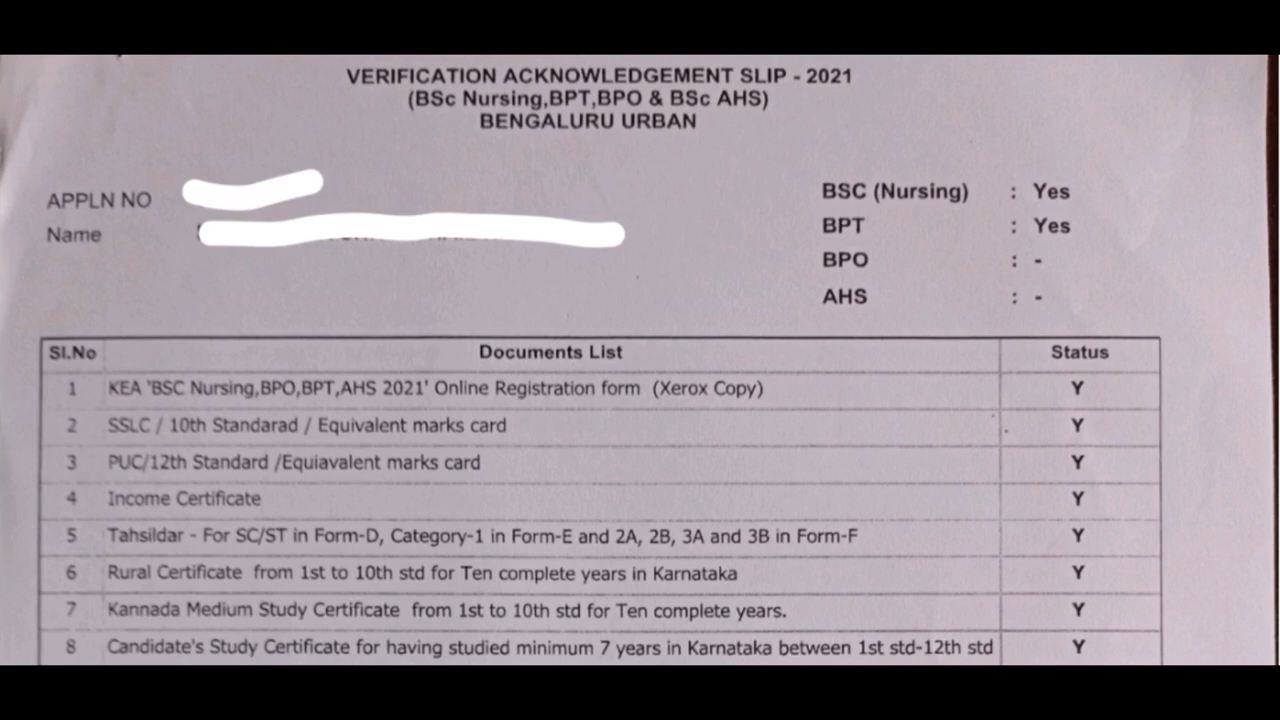 VERIFICATION ACKNOWLEDGEMENT SLIP - 2021
(BSc Nursing,BPT,BPO & BSc AHS)
BENGALURU URBAN
APPLN NO
Name
BSC (Nursing) : Yes
BPT : Yes
BPO : -
AHS : -
Sl.No Documents List Status
1 KEA 'BSC Nursing,BPO,BPT,AHS 2021' Online Registration form (Xerox Copy) Y
2 SSLC / 10th Standarad / Equivalent marks card Y
3 PUC/12th Standard /Equiavalent marks card Y
4 Income Certificate Y
5 Tahsildar - For SC/ST in Form-D, Category-1 in Form-E and 2A, 2B, 3A and 3B in Form-F Y
6 Rural Certificate from 1st to 10th std for Ten complete years in Karnataka Y
7 Kannada Medium Study Certificate from 1st to 10th std for Ten complete years. Y
8 Candidate's Study Certificate for having studied minimum 7 years in Karnataka between 1st std-12th std Y